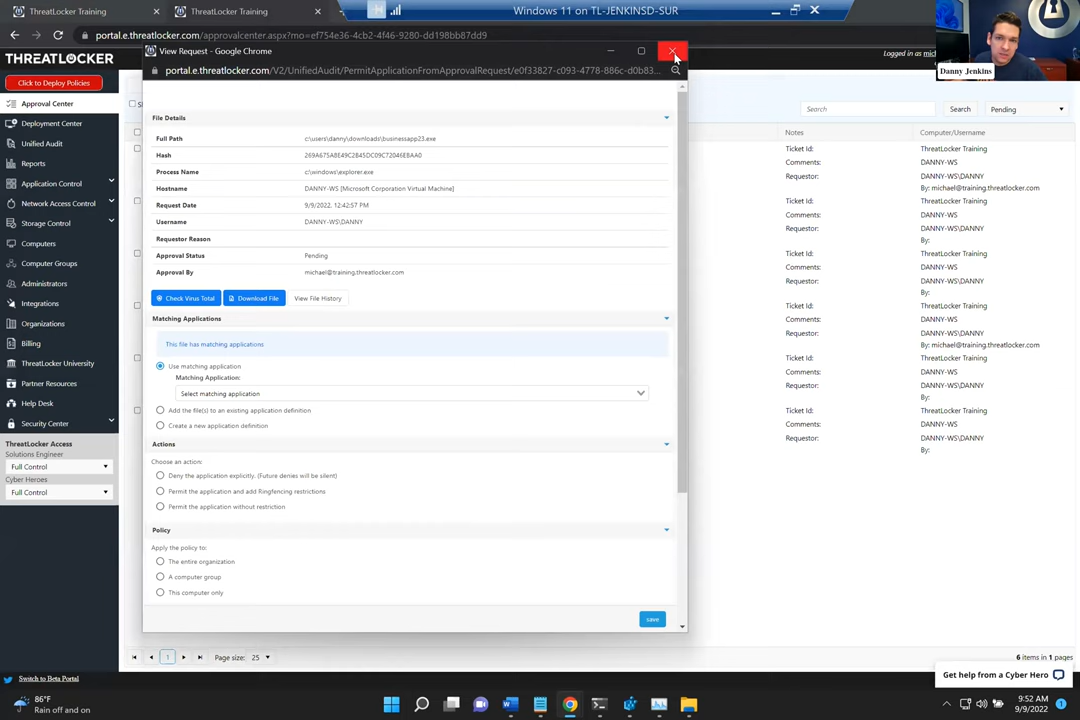 ThreatLocker Training
ThreatLocker Training
Windows 11 on TL-JENKINSD-SUR
portal.e.threatlocker.com/approvalcenter.aspx?mo=ef754e36-4cb2-4f46-9280-dd198bb87dd9
THREATLOCKER
View Request - Google Chrome
Logged in as mic
Danny Jenkins
portal.e.threatlocker.com/V2/UnifiedAudit/PermitApplicationFromApprovalRequest/e0f33827-c093-4778-886c-d0b83...
Click to Deploy Policies
Approval Center
Deployment Center
Unified Audit
Reports
Application Control
Network Access Control
Storage Control
Computers
Computer Groups
Administrators
Integrations
Organizations
Billing
ThreatLocker University
Partner Resources
Help Desk
Security Center
ThreatLocker Access
Solutions Engineer
Full Control
Cyber Heroes
Full Control
File Details
Full Path c:\users\danny\downloads\businessapp23.exe
Hash 269A675A8E49C2B45DC09C72046EBAA0
Process Name c:\windows\explorer.exe
Hostname DANNY-WS [Microsoft Corporation Virtual Machine]
Request Date 9/9/2022, 12:42:57 PM
Username DANNY-WS\DANNY
Requestor Reason
Approval Status Pending
Approval By michael@training.threatlocker.com
Check Virus Total Download File View File History
Matching Applications
This file has matching applications
Use matching application
Matching Application:
Select matching application
Add the file(s) to an existing application definition
Create a new application definition
Actions
Choose an action:
Deny the application explicitly. (Future denies will be silent)
Permit the application and add Ringfencing restrictions
Permit the application without restriction
Policy
Apply the policy to:
The entire organization
A computer group
This computer only
save
Search Search Pending
Notes Computer/Username
Ticket Id: ThreatLocker Training
Comments: DANNY-WS
Requestor: DANNY-WS\DANNY
By: michael@training.threatlocker.com
Ticket Id: ThreatLocker Training
Comments: DANNY-WS
Requestor: DANNY-WS\DANNY
By:
Ticket Id: ThreatLocker Training
Comments: DANNY-WS
Requestor: DANNY-WS\DANNY
By:
Ticket Id: ThreatLocker Training
Comments: DANNY-WS
Requestor: DANNY-WS\DANNY
By: michael@training.threatlocker.com
Ticket Id: ThreatLocker Training
Comments: DANNY-WS
Requestor: DANNY-WS\DANNY
By:
Ticket Id: ThreatLocker Training
Comments: DANNY-WS
Requestor: DANNY-WS\DANNY
By:
1 Page size: 25
6 items in 1 pages
Switch to Beta Portal
Get help from a Cyber Hero
86°F
Rain off and on
9:52 AM
9/9/2022
1